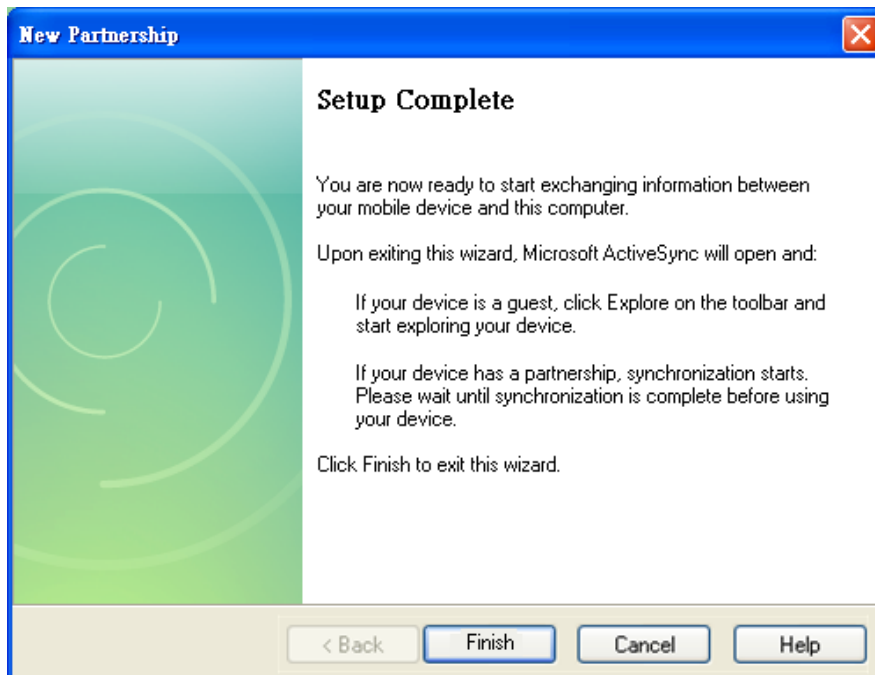 New Partnership
Setup Complete
You are now ready to start exchanging information between
your mobile device and this computer.
Upon exiting this wizard, Microsoft ActiveSync will open and:
If your device is a guest, click Explore on the toolbar and
start exploring your device.
If your device has a partnership, synchronization starts.
Please wait until synchronization is complete before using
your device.
Click Finish to exit this wizard.
< Back Finish Cancel Help